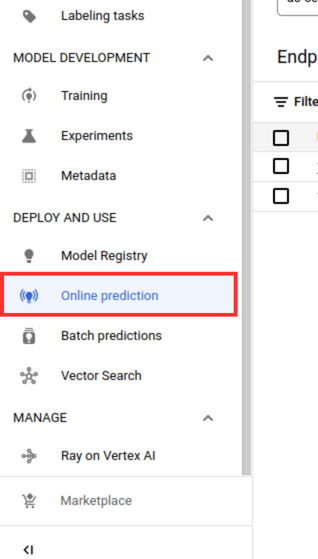 Labeling tasks
MODEL DEVELOPMENT
Training
Experiments
Metadata
DEPLOY AND USE
Model Registry
Online prediction
Batch predictions
Vector Search
MANAGE
Ray on Vertex AI
Marketplace
Endp
Filte